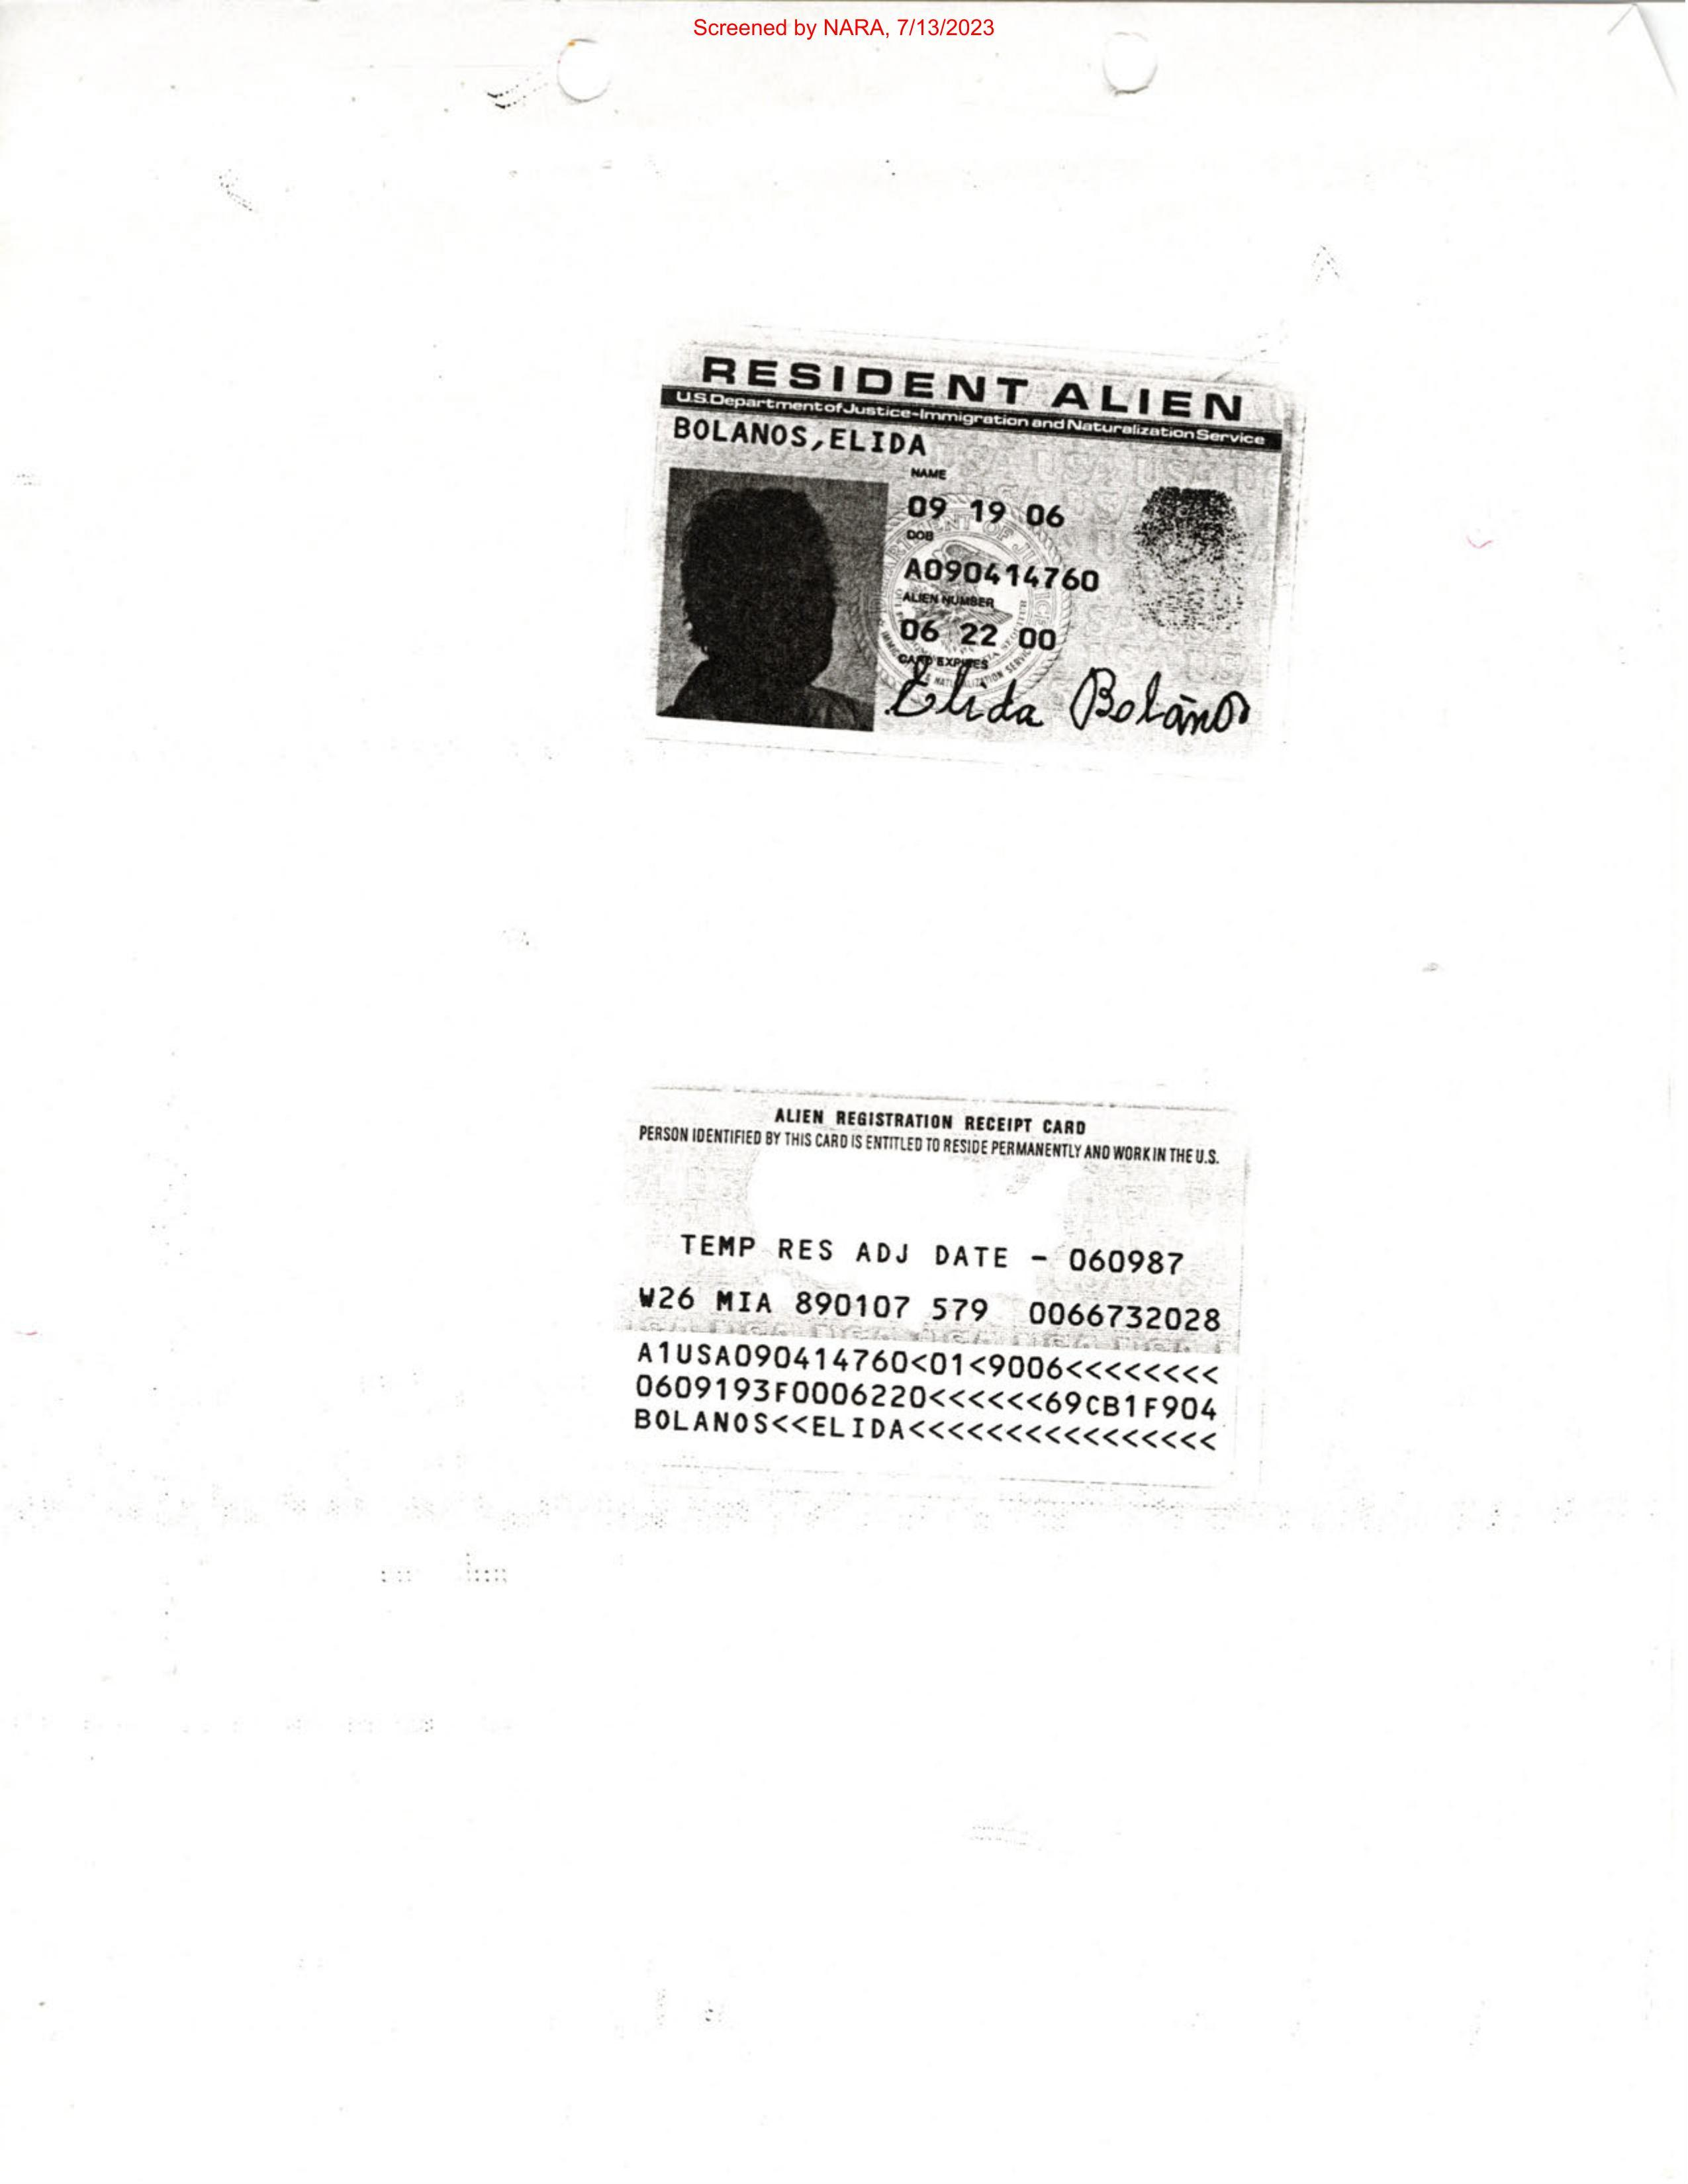 Screened by NARA, 7/13/2023
RESIDENT ALIEN
U.S. Department of Justice-Immigration and Naturalization Service
BOLANOS,ELIDA
NAME
09 19 06
DOB
A090414760
ALIEN NUMBER
06 22 00
CARD EXPIRES
Elida Bolaños
ALIEN REGISTRATION RECEIPT CARD
PERSON IDENTIFIED BY THIS CARD IS ENTITLED TO RESIDE PERMANENTLY AND WORK IN THE U.S.
TEMP RES ADJ DATE - 060987
W26 MIA 890107 579 0066732028
A1USA090414760<01<9006<<<<<<<<
0609193F0006220<<<<<<69CB1F904
BOLANOS<<ELIDA<<<<<<<<<<<<<<<<